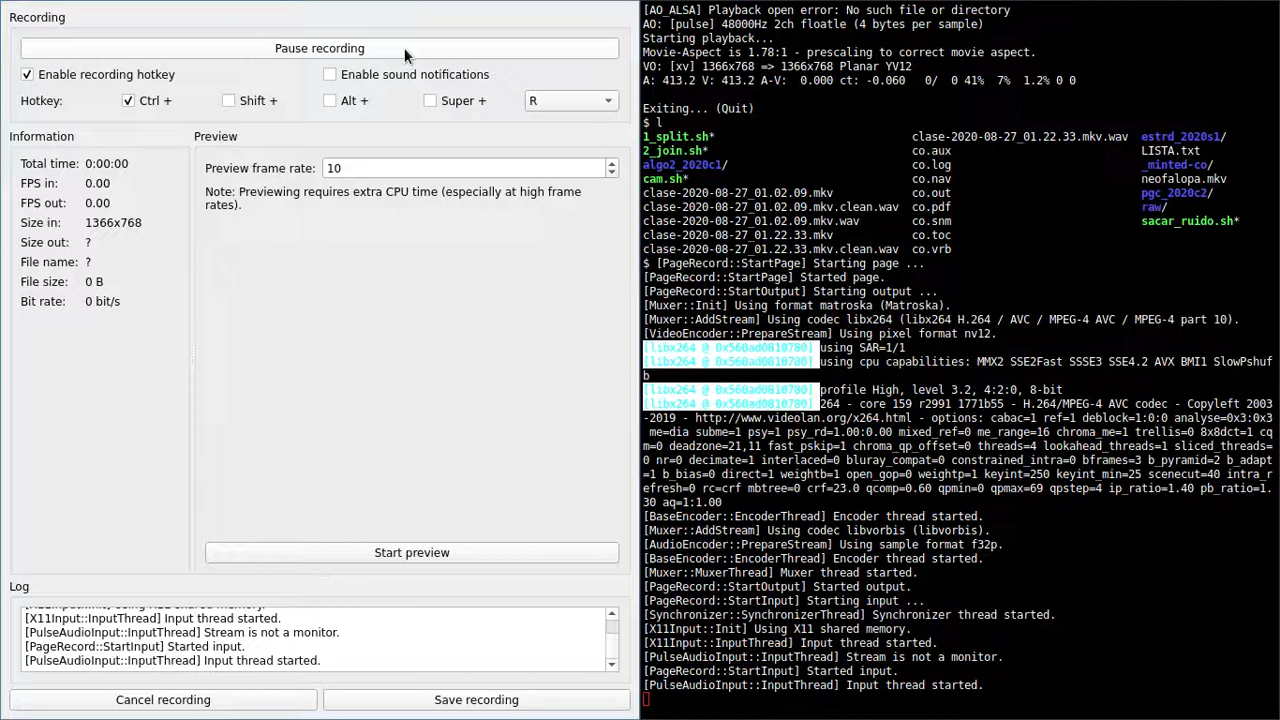 Recording
Pause recording
Enable recording hotkey
Enable sound notifications
Hotkey:
Ctrl +
Shift +
Alt +
Super +
R
Information
Total time: 0:00:00
FPS in: 0.00
FPS out: 0.00
Size in: 1366x768
Size out: ?
File name: ?
File size: 0 B
Bit rate: 0 bit/s
Preview
Preview frame rate: 10
Note: Previewing requires extra CPU time (especially at high frame
rates).
Start preview
Log
[X11Input::InputThread] Input thread started.
[PulseAudioInput::InputThread] Stream is not a monitor.
[PageRecord::StartInput] Started input.
[PulseAudioInput::InputThread] Input thread started.
Cancel recording
Save recording
[AO_ALSA] Playback open error: No such file or directory
AO: [pulse] 48000Hz 2ch floatle (4 bytes per sample)
Starting playback...
Movie-Aspect is 1.78:1 - prescaling to correct movie aspect.
VO: [xv] 1366x768 => 1366x768 Planar YV12
A: 413.2 V: 413.2 A-V: 0.000 ct: -0.060 0/ 0 41% 7% 1.2% 0 0
Exiting... (Quit)
$ l
1_split.sh* clase-2020-08-27_01.22.33.mkv.wav estrd_2020s1/
2_join.sh* co.aux LISTA.txt
algo2_2020c1/ co.log _minted-co/
cam.sh* co.nav neofalopa.mkv
clase-2020-08-27_01.02.09.mkv co.out pgc_2020c2/
clase-2020-08-27_01.02.09.mkv.clean.wav co.pdf raw/
clase-2020-08-27_01.02.09.mkv.wav co.snm sacar_ruido.sh*
clase-2020-08-27_01.22.33.mkv co.toc
clase-2020-08-27_01.22.33.mkv.clean.wav co.vrb
$ [PageRecord::StartPage] Starting page ...
[PageRecord::StartPage] Started page.
[PageRecord::StartOutput] Starting output ...
[Muxer::Init] Using format matroska (Matroska).
[Muxer::AddStream] Using codec libx264 (libx264 H.264 / AVC / MPEG-4 AVC / MPEG-4 part 10).
[VideoEncoder::PrepareStream] Using pixel format nv12.
[libx264 @ 0x560ad0810780] using SAR=1/1
[libx264 @ 0x560ad0810780] using cpu capabilities: MMX2 SSE2Fast SSSE3 SSE4.2 AVX BMI1 SlowPshuf
b
[libx264 @ 0x560ad0810780] profile High, level 3.2, 4:2:0, 8-bit
[libx264 @ 0x560ad0810780] 264 - core 159 r2991 1771b55 - H.264/MPEG-4 AVC codec - Copyleft 2003
-2019 - http://www.videolan.org/x264.html - options: cabac=1 ref=1 deblock=1:0:0 analyse=0x3:0x3
 me=dia subme=1 psy=1 psy_rd=1.00:0.00 mixed_ref=0 me_range=16 chroma_me=1 trellis=0 8x8dct=1 cq
m=0 deadzone=21,11 fast_pskip=1 chroma_qp_offset=0 threads=4 lookahead_threads=1 sliced_threads=
0 nr=0 decimate=1 interlaced=0 bluray_compat=0 constrained_intra=0 bframes=3 b_pyramid=2 b_adapt
=1 b_bias=0 direct=1 weightb=1 open_gop=0 weightp=1 keyint=250 keyint_min=25 scenecut=40 intra_r
efresh=0 rc=crf mbtree=0 crf=23.0 qcomp=0.60 qpmin=0 qpmax=69 qpstep=4 ip_ratio=1.40 pb_ratio=1.
30 aq=1:1.00
[BaseEncoder::EncoderThread] Encoder thread started.
[Muxer::AddStream] Using codec libvorbis (libvorbis).
[AudioEncoder::PrepareStream] Using sample format f32p.
[BaseEncoder::EncoderThread] Encoder thread started.
[Muxer::MuxerThread] Muxer thread started.
[PageRecord::StartOutput] Started output.
[PageRecord::StartInput] Starting input ...
[Synchronizer::SynchronizerThread] Synchronizer thread started.
[X11Input::Init] Using X11 shared memory.
[X11Input::InputThread] Input thread started.
[PulseAudioInput::InputThread] Stream is not a monitor.
[PageRecord::StartInput] Started input.
[PulseAudioInput::InputThread] Input thread started.